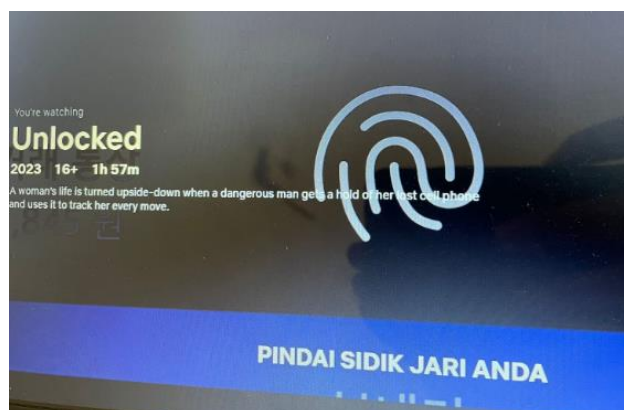 You're watching
Unlocked
2023 16+ 1h 57m
A woman's life is turned upside-down when a dangerous man gets a hold of her lost cell phone
and uses it to track her every move.
PINDAI SIDIK JARI ANDA